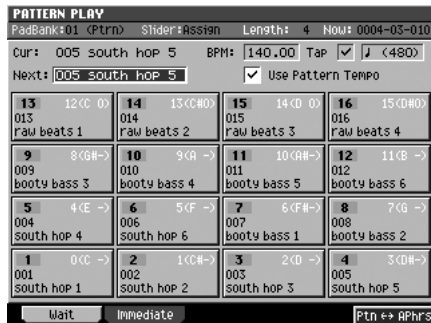 PATTERN PLAY
PadBank:01 (Ptrn) Slider:Assign Length: 4 Now: 0004-03-010
Cur: 005 south hop 5 BPM: 140.00 Tap ♩ (480)
Next: 005 south hop 5 Use Pattern Tempo
13 12(C 0) 14 13(C#0) 15 14(D 0) 16 15(D#0)
013 014 015 016
raw beats 1 raw beats 2 raw beats 3 raw beats 4
9 8(G#-) 10 9(A -) 11 10(A#-) 12 11(B -)
009 010 011 012
booty bass 3 booty bass 4 booty bass 5 booty bass 6
5 4(E -) 6 5(F -) 7 6(F#-) 8 7(G -)
004 006 007 008
south hop 4 south hop 6 booty bass 1 booty bass 2
1 0(C -) 2 1(C#-) 3 2(D -) 4 3(D#-)
001 002 003 005
south hop 1 south hop 2 south hop 3 south hop 5
Wait Immediate Ptn↔APhrs